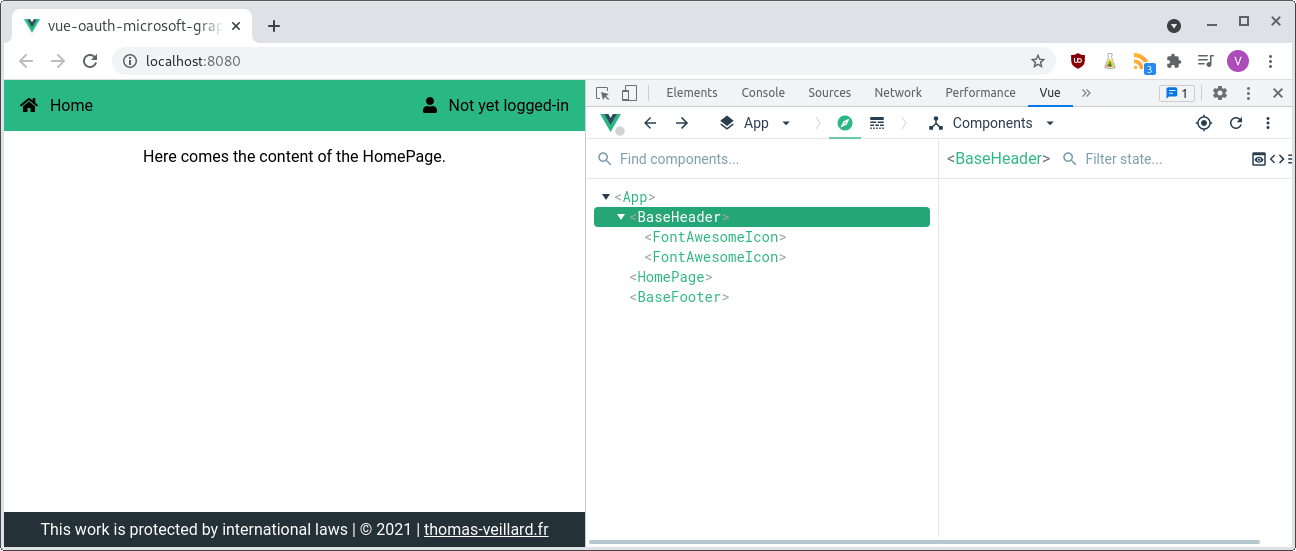 vue-oauth-microsoft-grap
localhost:8080
3
V
Home
Not yet logged-in
Here comes the content of the HomePage.
This work is protected by international laws | © 2021 | thomas-veillard.fr
Elements Console Sources Network Performance Vue » 1
App Components
Find components...
<BaseHeader> Filter state...
<App>
<BaseHeader>
<FontAwesomeIcon>
<FontAwesomeIcon>
<HomePage>
<BaseFooter>